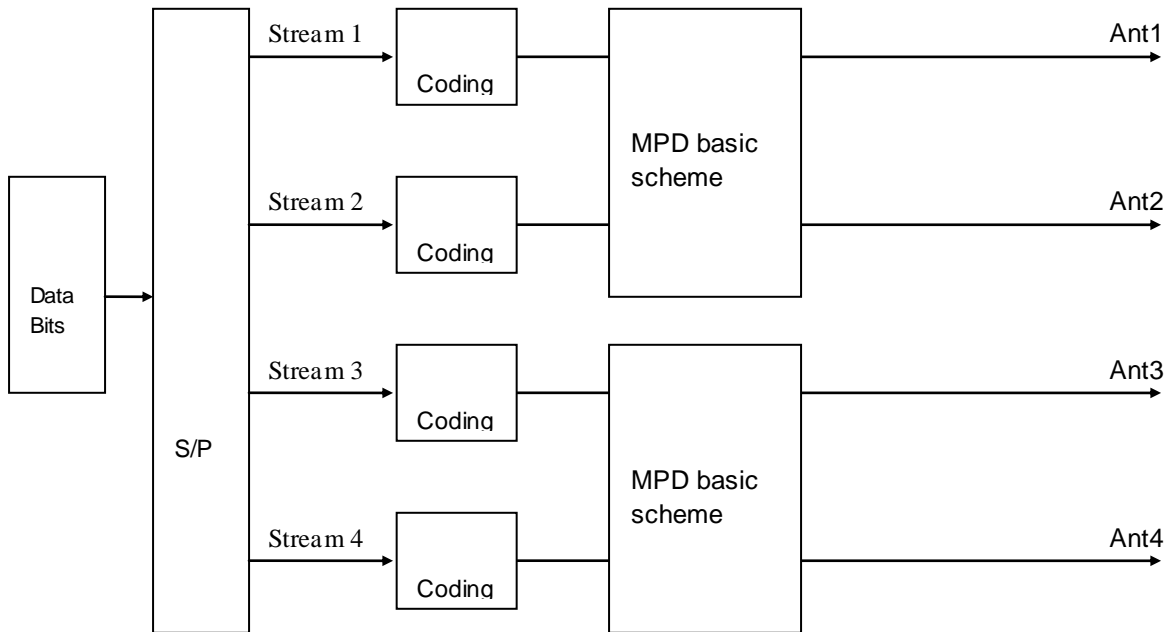 Stream 1
Coding
Ant1
MPD basic
scheme
Stream 2
Coding
Ant2
Data
Bits
S/P
Stream 3
Coding
Ant3
MPD basic
scheme
Stream 4
Coding
Ant4